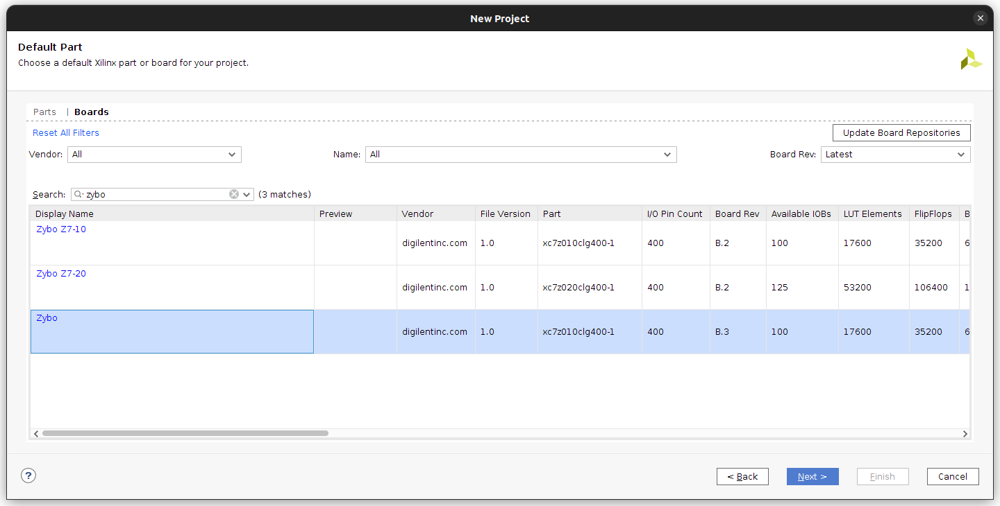 New Project
Default Part
Choose a default Xilinx part or board for your project.
Parts | Boards
Reset All Filters
Update Board Repositories
Vendor: All Name: All Board Rev: Latest
Search: zybo (3 matches)
Display Name Preview Vendor File Version Part I/O Pin Count Board Rev Available IOBs LUT Elements FlipFlops B
Zybo Z7-10
digilentinc.com 1.0 xc7z010clg400-1 400 B.2 100 17600 35200 6
Zybo Z7-20
digilentinc.com 1.0 xc7z020clg400-1 400 B.2 125 53200 106400 1
Zybo
digilentinc.com 1.0 xc7z010clg400-1 400 B.3 100 17600 35200 6
? < Back Next > Finish Cancel